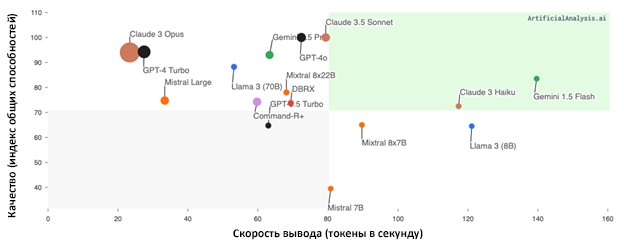 ArtificialAnalysis.ai
Качество (индекс общих способностей)
110
100
90
80
70
60
50
40
Claude 3 Opus
GPT-4 Turbo
Mistral Large
Llama 3 (70B)
Gemini 1.5 Pro
GPT-4o
Claude 3.5 Sonnet
Mixtral 8x22B
DBRX
GPT-3.5 Turbo
Command-R+
Claude 3 Haiku
Gemini 1.5 Flash
Mixtral 8x7B
Llama 3 (8B)
Mistral 7B
0
20
40
60
80
100
120
140
160
Скорость вывода (токены в секунду)